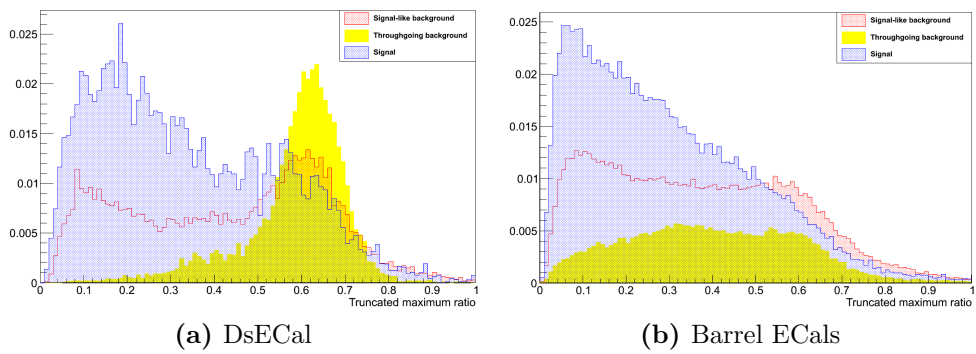 Signal-like background
Throughgoing background
Signal
0.025
0.02
0.015
0.01
0.005
0
0 0.1 0.2 0.3 0.4 0.5 0.6 0.7 0.8 0.9 1
Truncated maximum ratio
(a) DsECal
Signal-like background
Throughgoing background
Signal
0.025
0.02
0.015
0.01
0.005
0
0 0.1 0.2 0.3 0.4 0.5 0.6 0.7 0.8 0.9 1
Truncated maximum ratio
(b) Barrel ECals